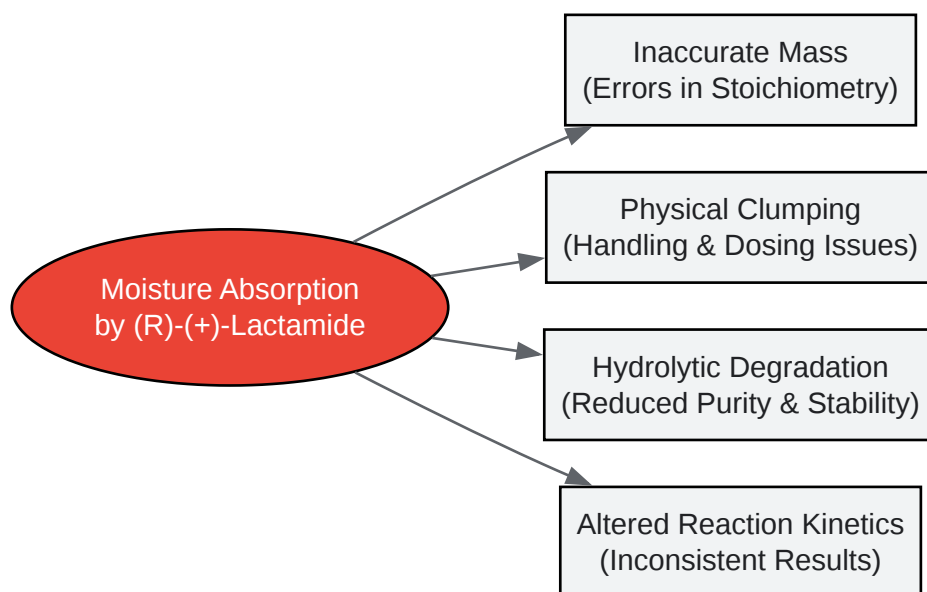 Inaccurate Mass
(Errors in Stoichiometry)
Physical Clumping
(Handling & Dosing Issues)
Moisture Absorption
by (R)-(+)-Lactamide
Hydrolytic Degradation
(Reduced Purity & Stability)
Altered Reaction Kinetics
(Inconsistent Results)